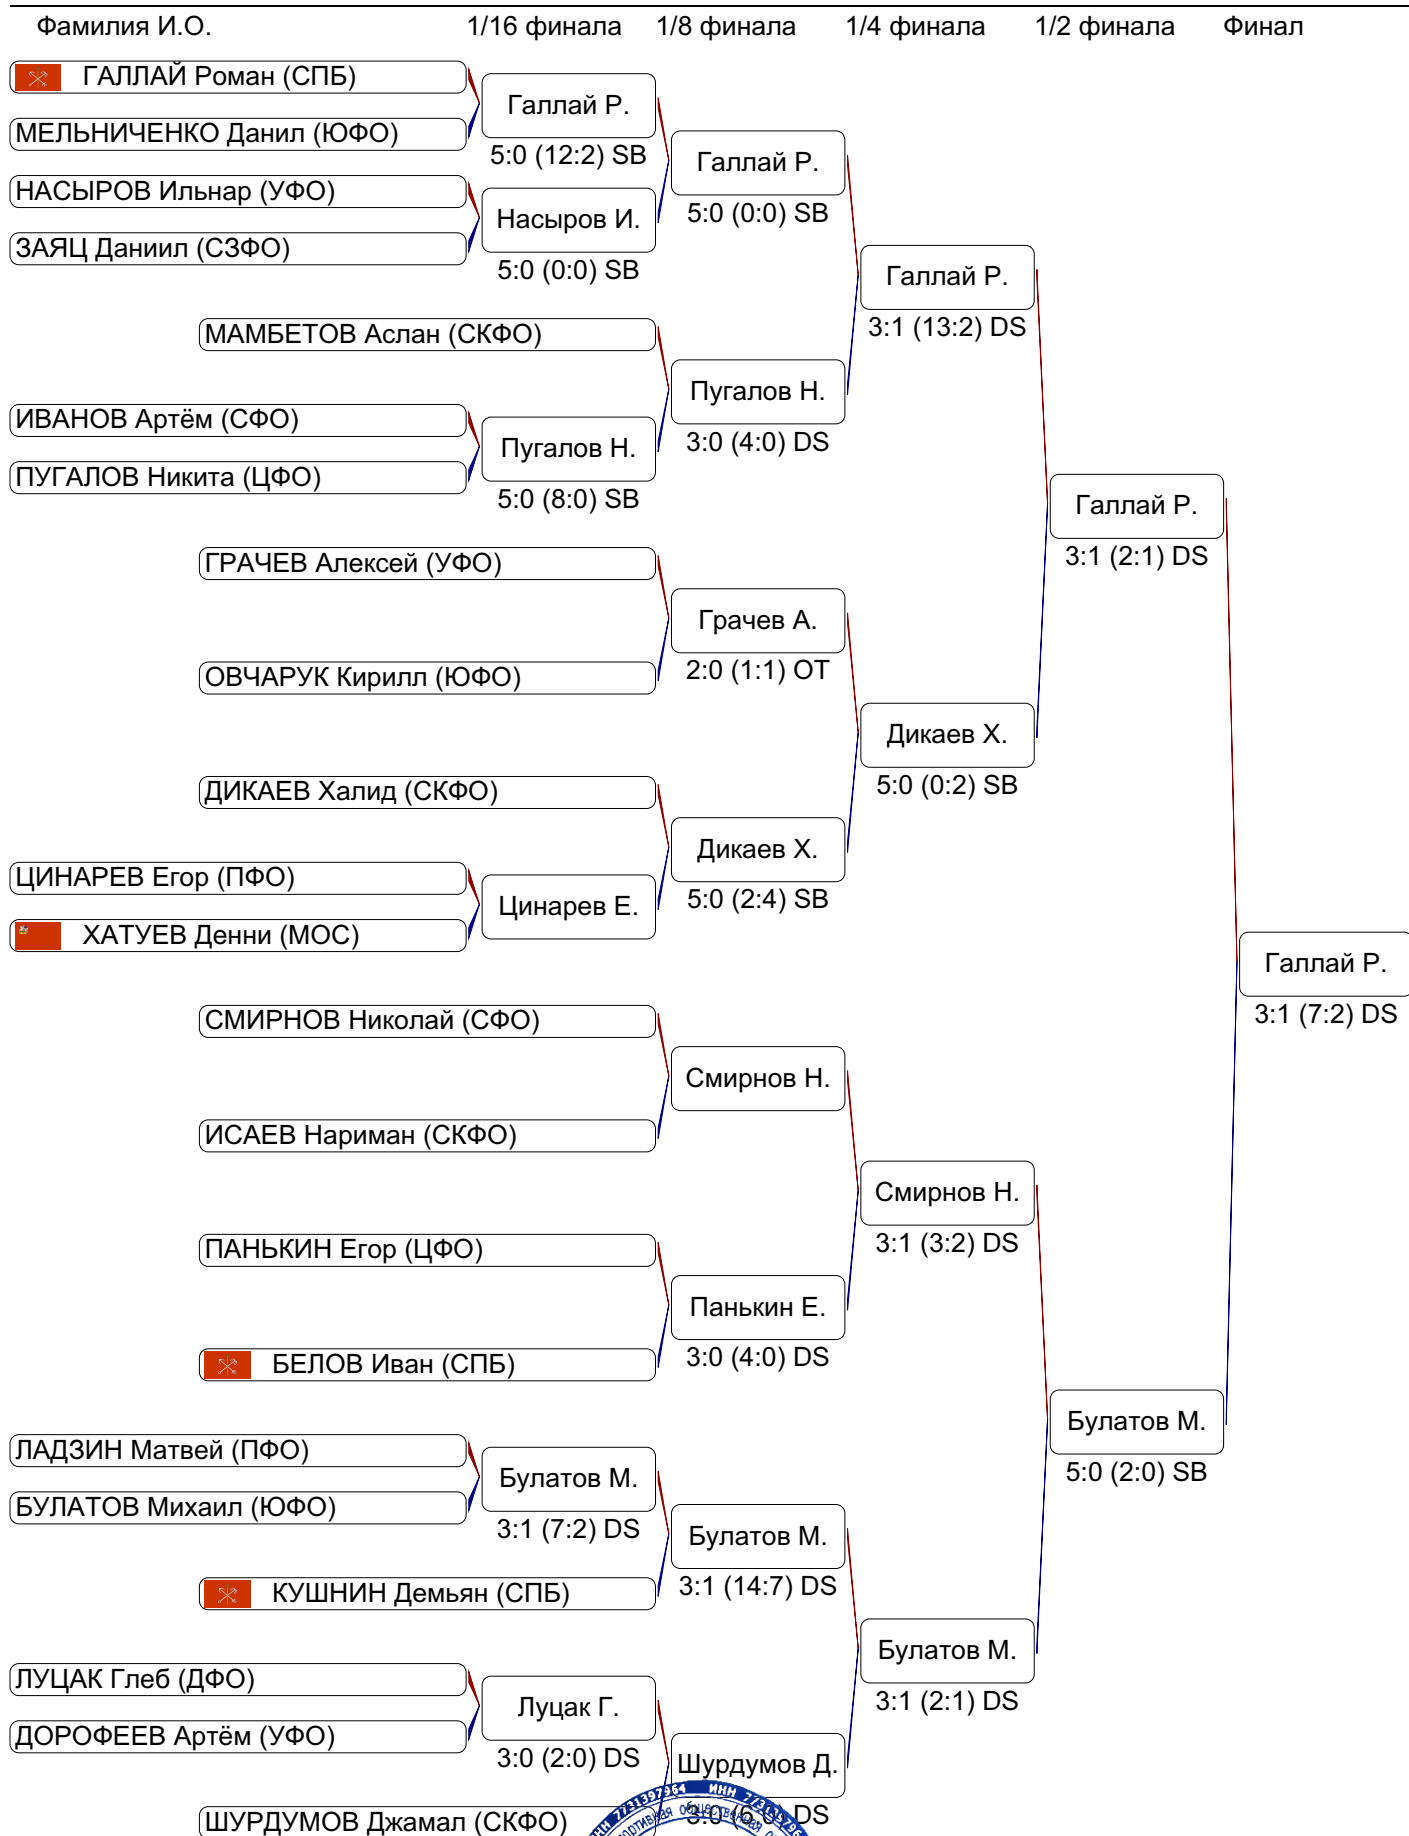 Фамилия И.О. 1/16 финала 1/8 финала 1/4 финала 1/2 финала Финал
ГАЛЛАЙ Роман (СПБ)
Галлай Р.
МЕЛЬНИЧЕНКО Данил (ЮФО)
5:0 (12:2) SB
Галлай Р.
НАСЫРОВ Ильнар (УФО)
5:0 (0:0) SB
Насыров И.
ЗАЯЦ Даниил (СЗФО)
5:0 (0:0) SB
Галлай Р.
3:1 (13:2) DS
МАМБЕТОВ Аслан (СКФО)
Пугалов Н.
ИВАНОВ Артём (СФО)
3:0 (4:0) DS
Пугалов Н.
ПУГАЛОВ Никита (ЦФО)
5:0 (8:0) SB
Галлай Р.
3:1 (2:1) DS
ГРАЧЕВ Алексей (УФО)
Грачев А.
2:0 (1:1) OT
ОВЧАРУК Кирилл (ЮФО)
Дикаев Х.
5:0 (0:2) SB
ДИКАЕВ Халид (СКФО)
Дикаев Х.
5:0 (2:4) SB
ЦИНАРЕВ Егор (ПФО)
Цинарев Е.
ХАТУЕВ Денни (МОС)
Галлай Р.
3:1 (7:2) DS
СМИРНОВ Николай (СФО)
Смирнов Н.
ИСАЕВ Нариман (СКФО)
Смирнов Н.
3:1 (3:2) DS
ПАНЬКИН Егор (ЦФО)
Панькин Е.
3:0 (4:0) DS
БЕЛОВ Иван (СПБ)
Булатов М.
5:0 (2:0) SB
ЛАДЗИН Матвей (ПФО)
Булатов М.
БУЛАТОВ Михаил (ЮФО)
3:1 (7:2) DS
Булатов М.
3:1 (14:7) DS
КУШНИН Демьян (СПБ)
Булатов М.
3:1 (2:1) DS
ЛУЦАК Глеб (ДФО)
Луцак Г.
ДОРОФЕЕВ Артём (УФО)
3:0 (2:0) DS
Шурдумов Д.
DS
ШУРДУМОВ Джамал (СКФО)
ИНН 7731397964 ИНН